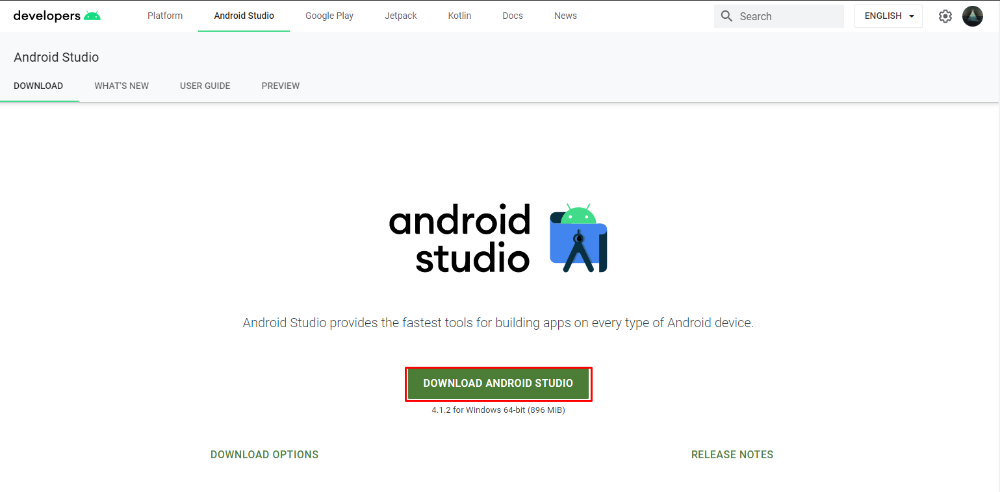 developers Platform Android Studio Google Play Jetpack Kotlin Docs News Search ENGLISH
Android Studio
DOWNLOAD WHAT'S NEW USER GUIDE PREVIEW
android
studio
Android Studio provides the fastest tools for building apps on every type of Android device.
DOWNLOAD ANDROID STUDIO
4.1.2 for Windows 64-bit (896 MiB)
DOWNLOAD OPTIONS RELEASE NOTES